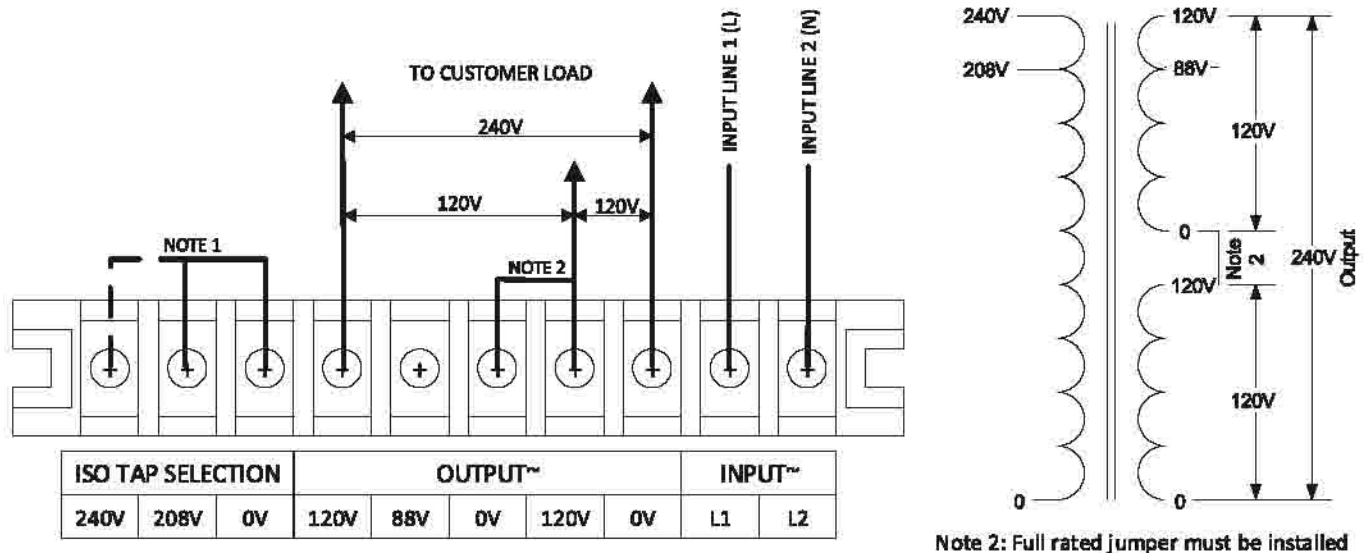 TO CUSTOMER LOAD
240V
120V
120V
NOTE 1
NOTE 2
INPUT LINE 1 (L)
INPUT LINE 2 (N)
ISO TAP SELECTION OUTPUT~ INPUT~
240V 208V 0V 120V 88V 0V 120V 0V L1 L2
240V
208V
0
120V
88V
120V
0
Note 2
240V
Output
120V
120V
0
Note 2: Full rated jumper must be installed